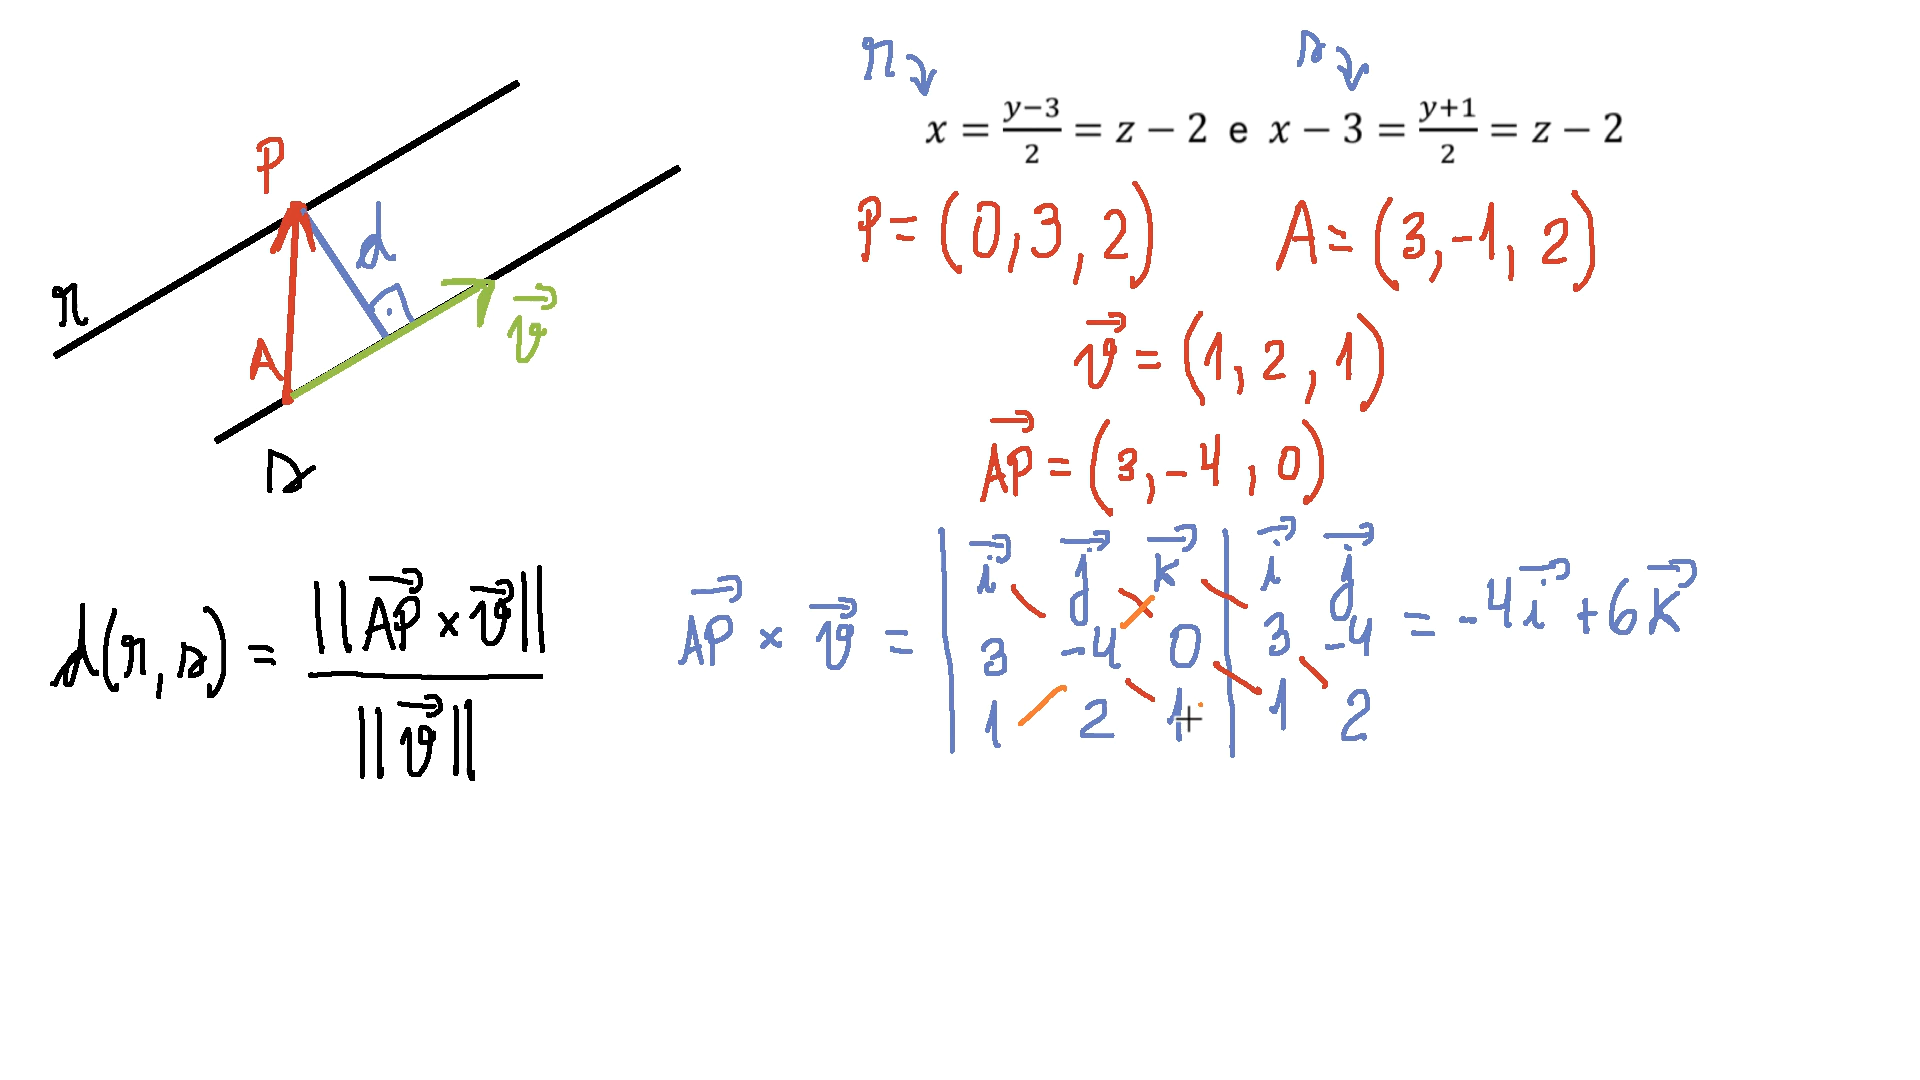 r s
x = (y−3)/2 = z − 2 e x − 3 = (y+1)/2 = z − 2
P = (0, 3, 2) A = (3, -1, 2)
v⃗ = (1, 2, 1)
AP⃗ = (3, -4, 0)
P
d
r
v⃗
A
s
d(r, s) = ||AP⃗ × v⃗|| / ||v⃗||
AP⃗ × v⃗ = | i⃗ j⃗ k⃗ | i⃗ j⃗ = -4i⃗ + 6k⃗
3 -4 0 | 3 -4
1 2 1 | 1 2